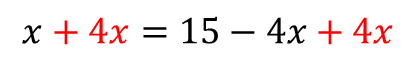 x + 4x = 15 − 4x + 4x